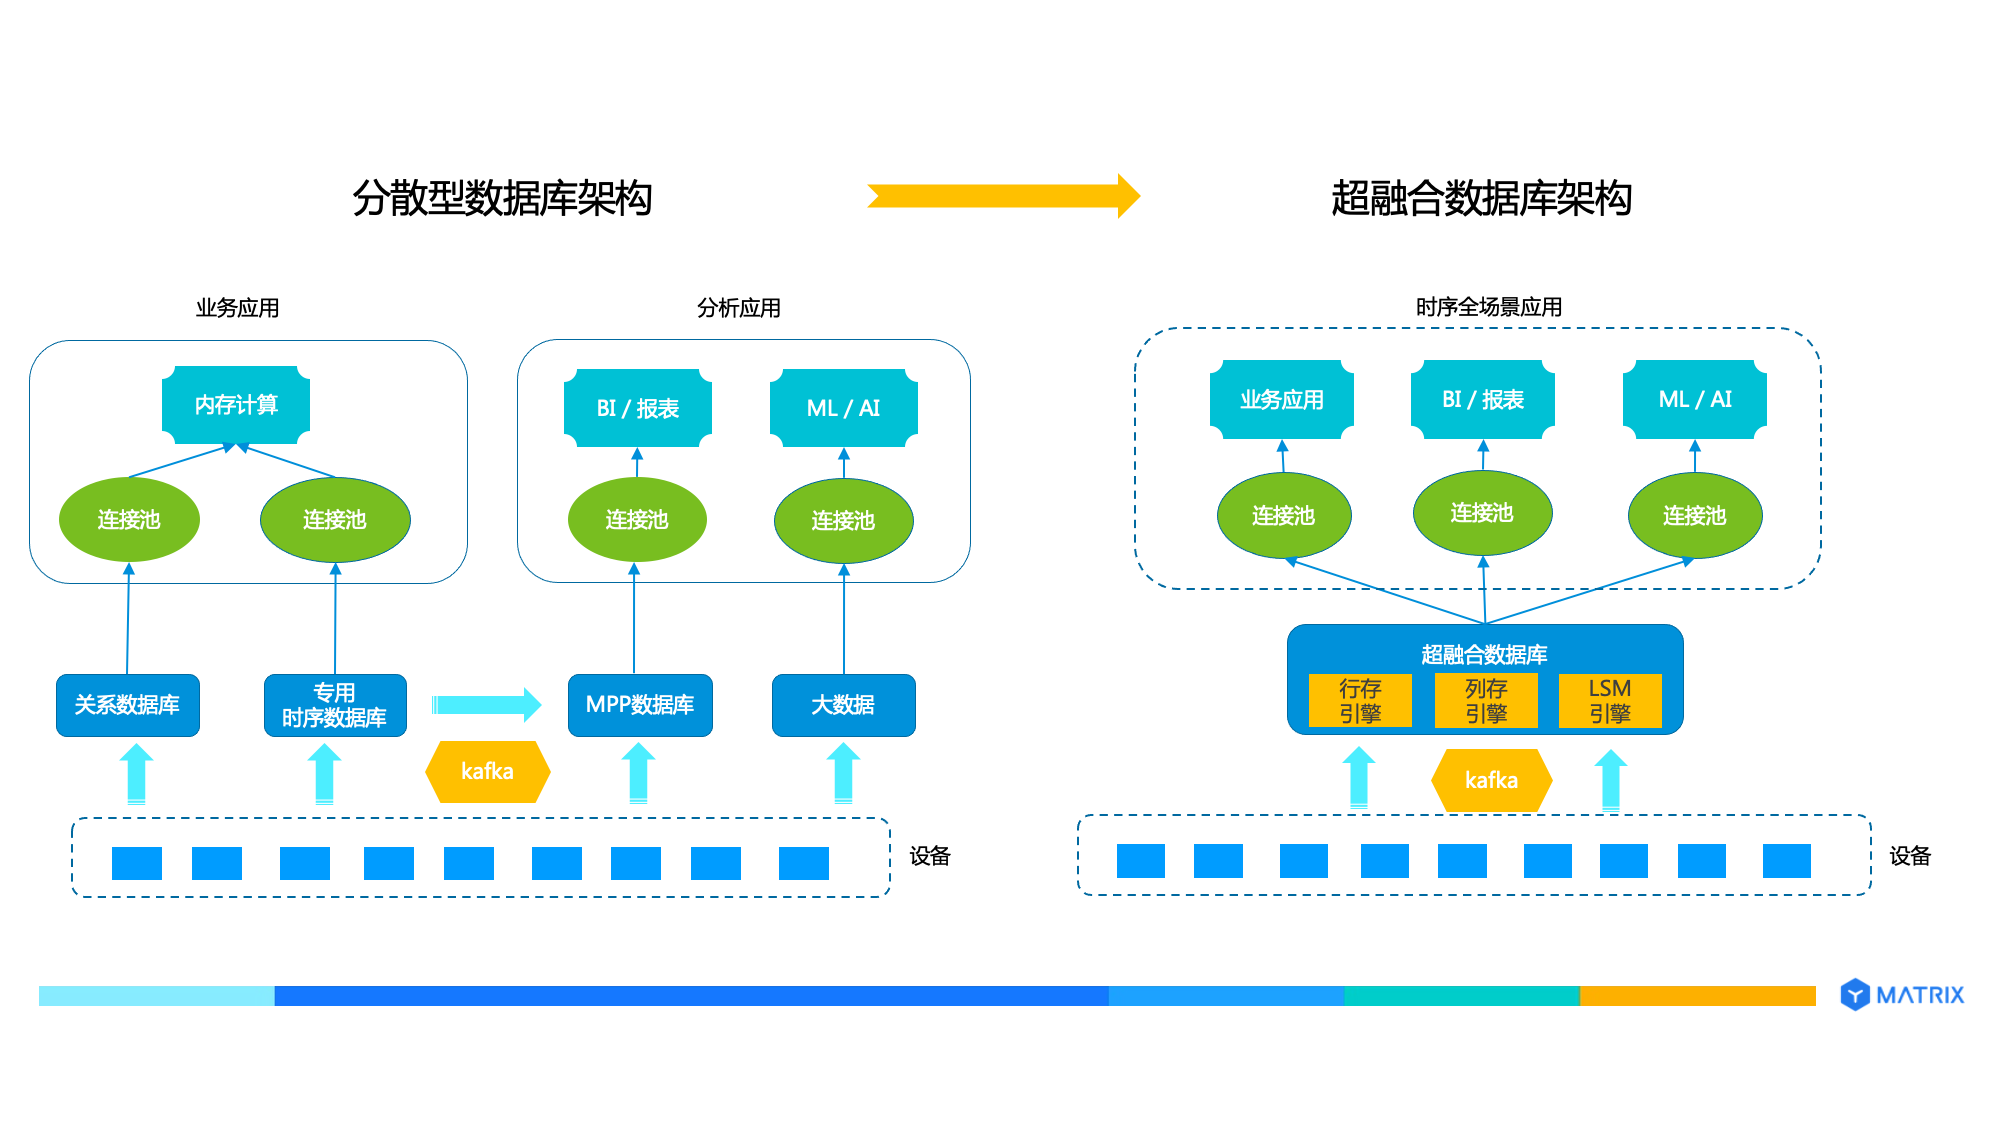 分散型数据库架构
超融合数据库架构
业务应用
分析应用
时序全场景应用
内存计算
BI / 报表
ML / AI
业务应用
BI / 报表
ML / AI
连接池
连接池
连接池
连接池
连接池
连接池
连接池
关系数据库
专用
时序数据库
MPP数据库
大数据
超融合数据库
行存
引擎
列存
引擎
LSM
引擎
kafka
kafka
设备
设备
MATRIX